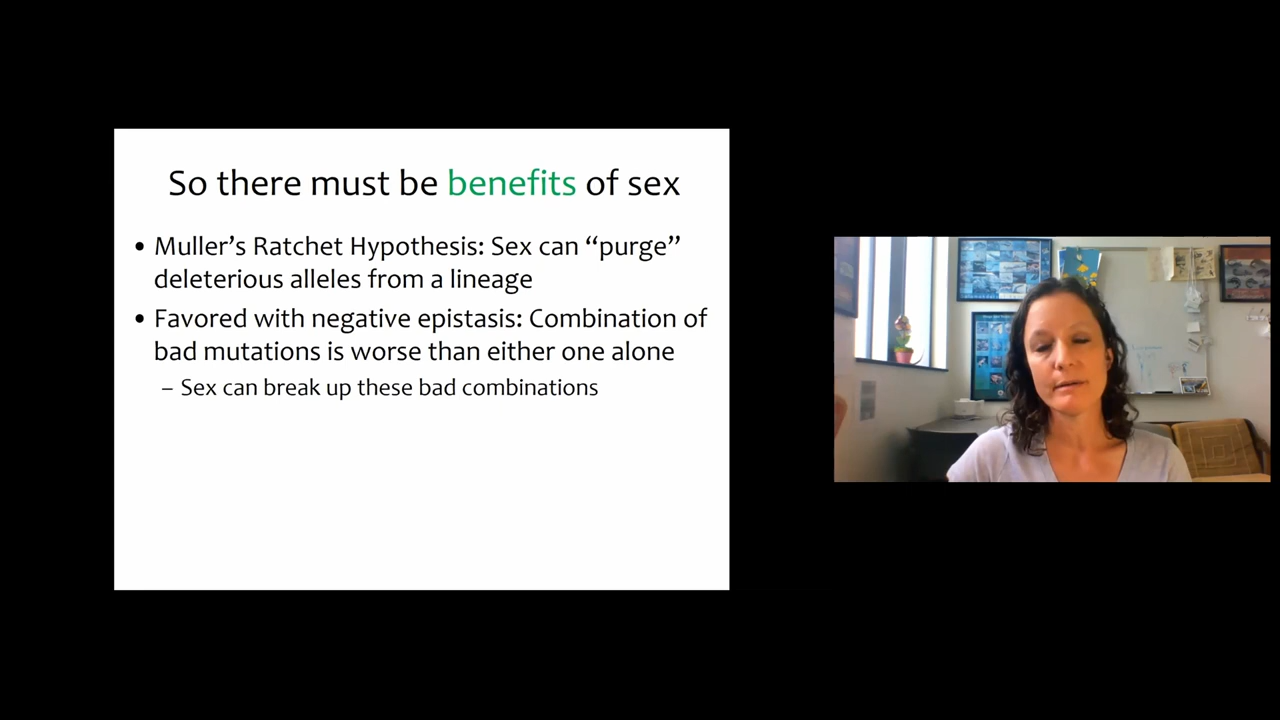 So there must be benefits of sex
• Muller’s Ratchet Hypothesis: Sex can “purge”
deleterious alleles from a lineage
• Favored with negative epistasis: Combination of
bad mutations is worse than either one alone
– Sex can break up these bad combinations